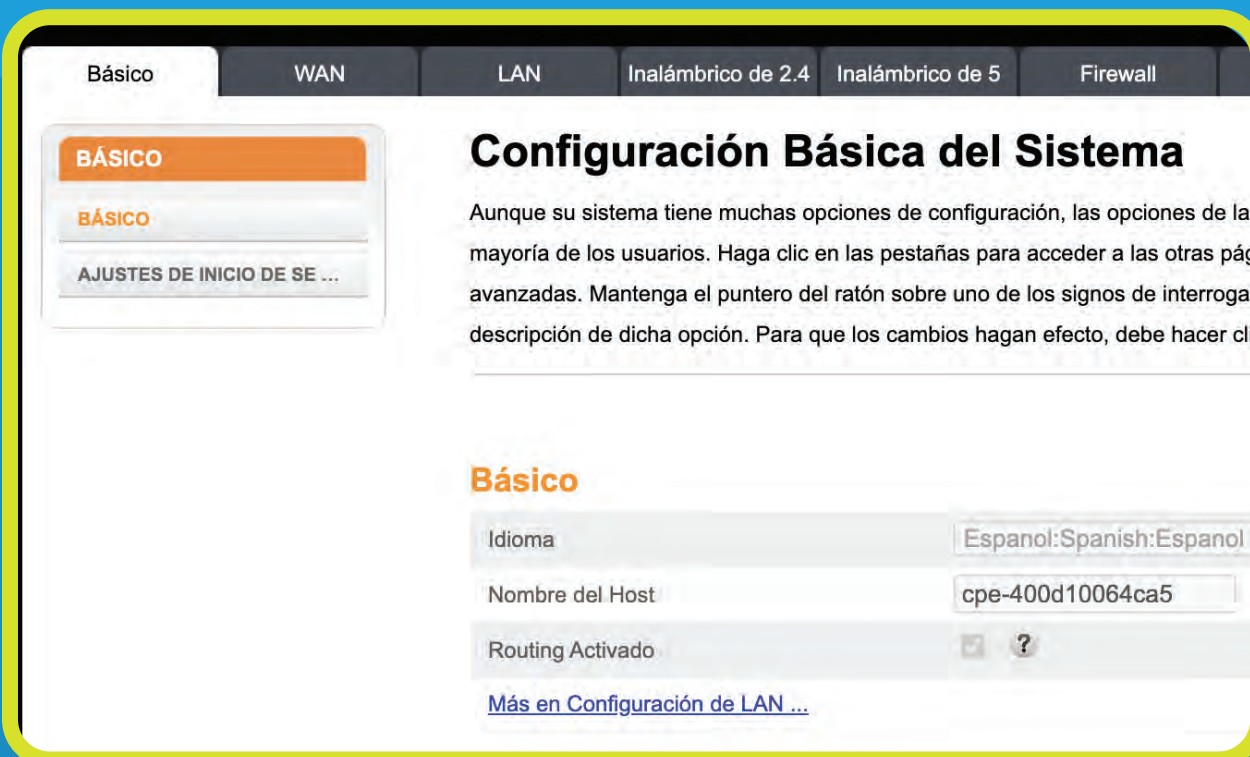 Básico
WAN
LAN
Inalámbrico de 2.4
Inalámbrico de 5
Firewall
BÁSICO
BÁSICO
AJUSTES DE INICIO DE SE ...
Configuración Básica del Sistema
Aunque su sistema tiene muchas opciones de configuración, las opciones de la
mayoría de los usuarios. Haga clic en las pestañas para acceder a las otras
avanzadas. Mantenga el puntero del ratón sobre uno de los signos de
descripción de dicha opción. Para que los cambios hagan efecto, debe hacer
Básico
Idioma
Espanol:Spanish:Espanol
Nombre del Host
cpe-400d10064ca5
Routing Activado
?
Más en Configuración de LAN ...